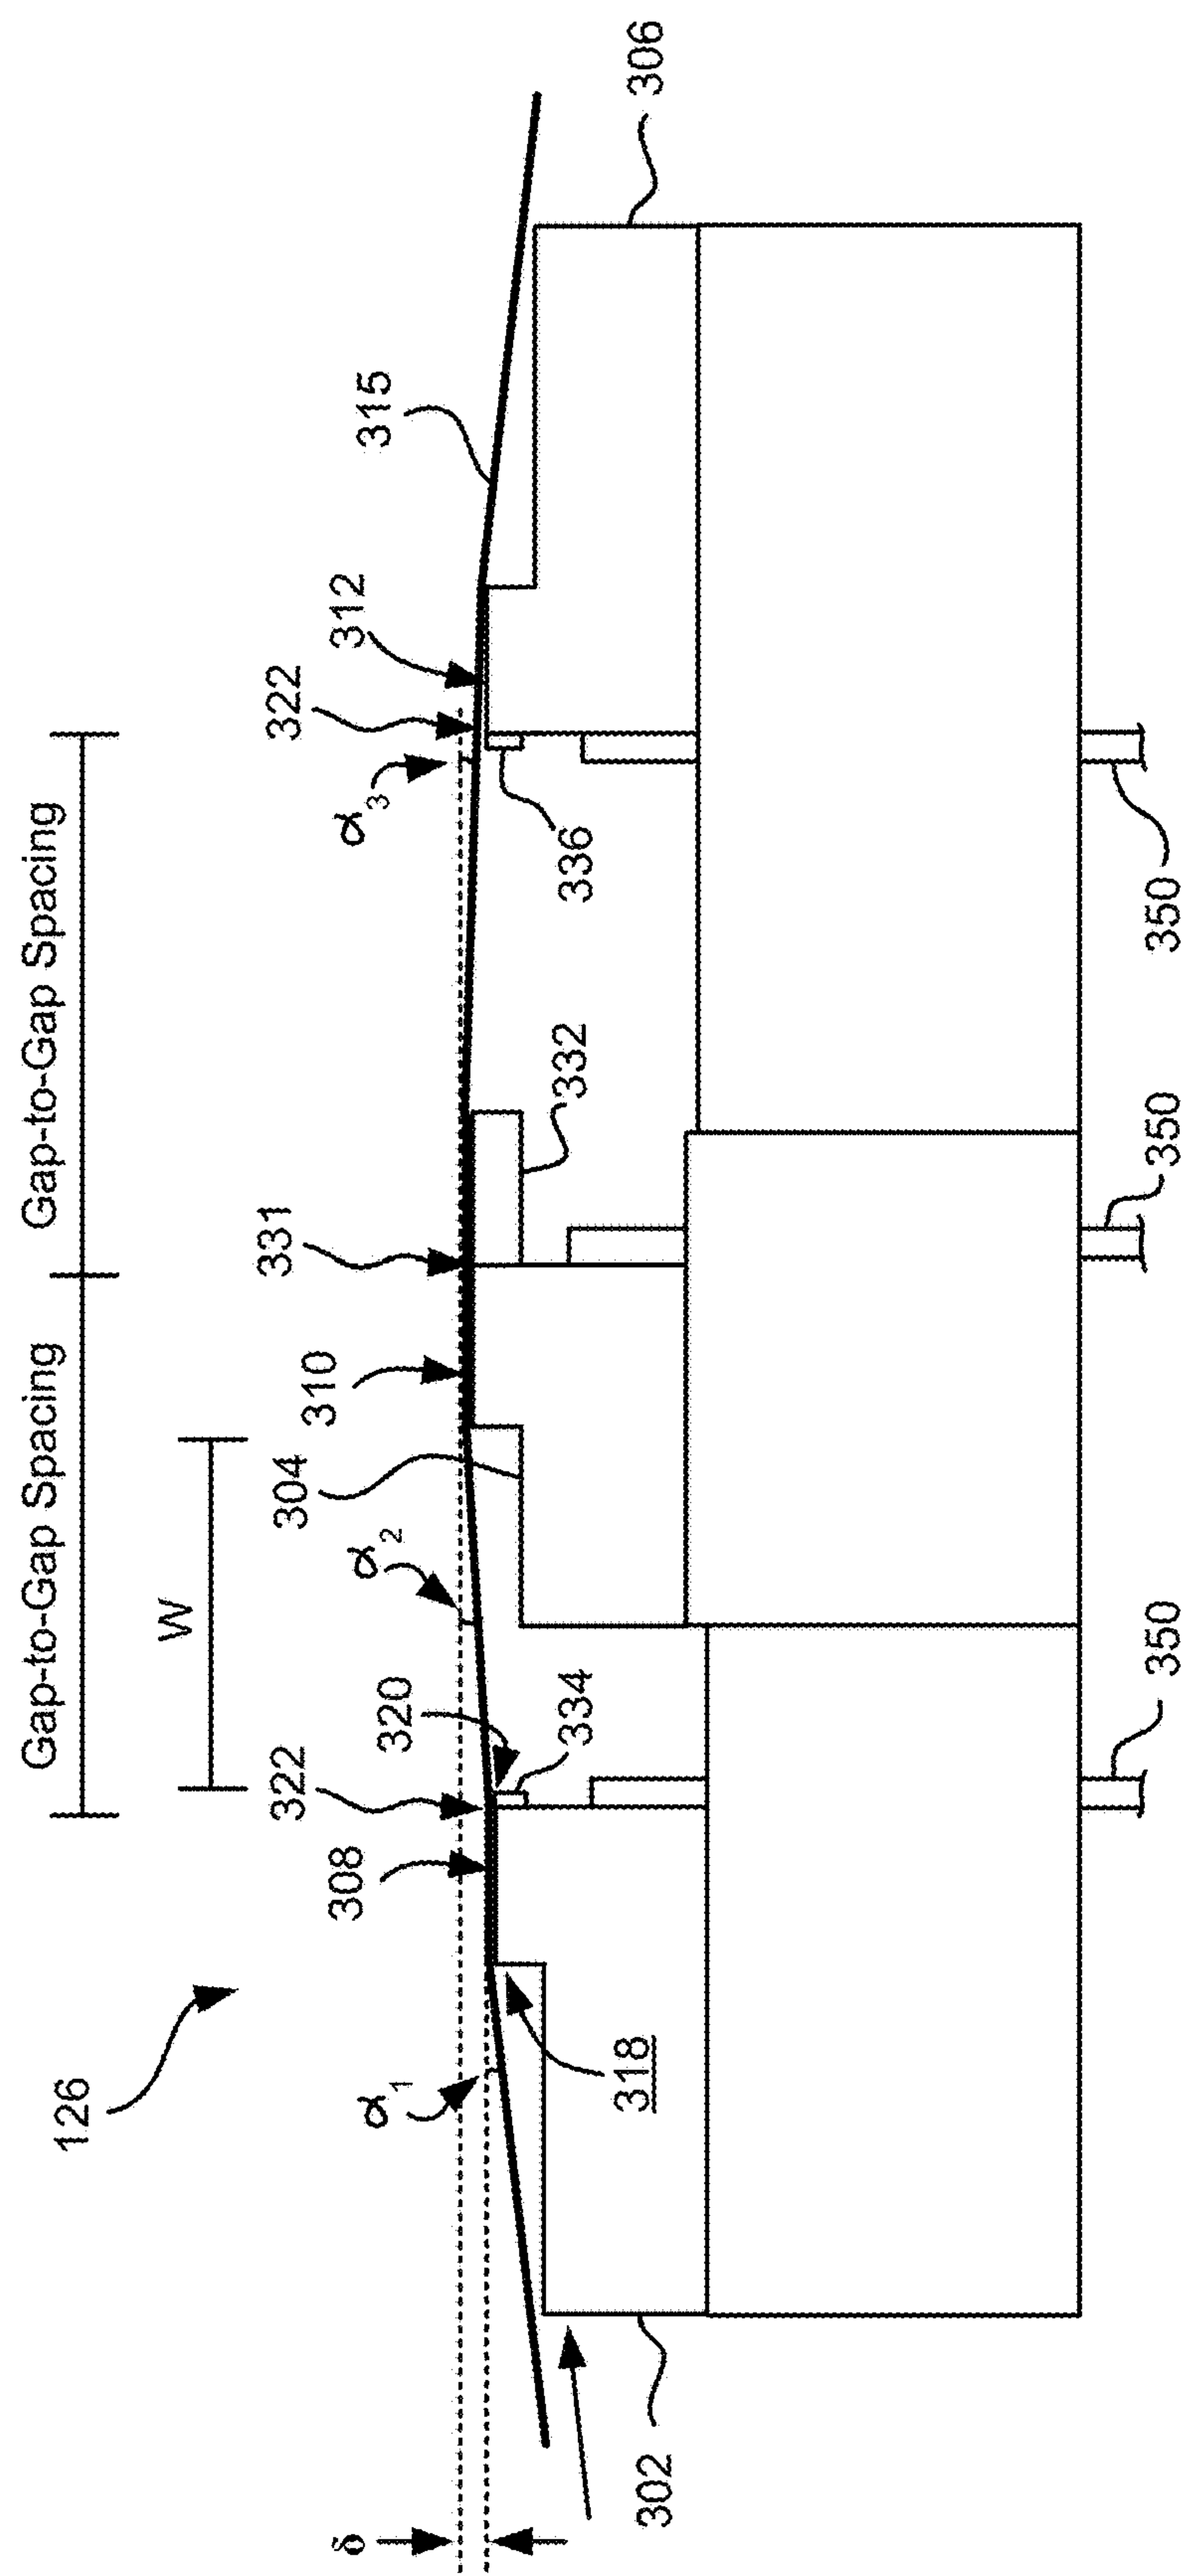 Gap-to-Gap Spacing
Gap-to-Gap Spacing
W
126
δ
α1
308
322
320
334
α2
304
310
331
332
α3
322
312
336
315
306
318
302
350
350
350